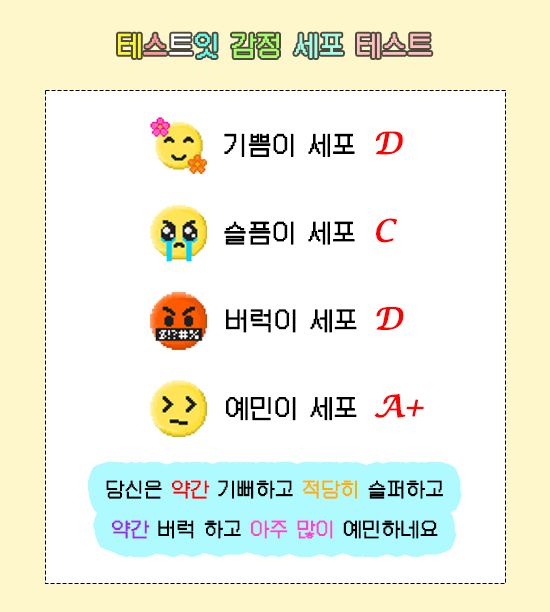 테스트잇 감정 세포 테스트
기쁨이 세포 D
슬픔이 세포 C
버럭이 세포 D
$!?#%
예민이 세포 A+
당신은 약간 기뻐하고 적당히 슬퍼하고
약간 버럭 하고 아주 많이 예민하네요